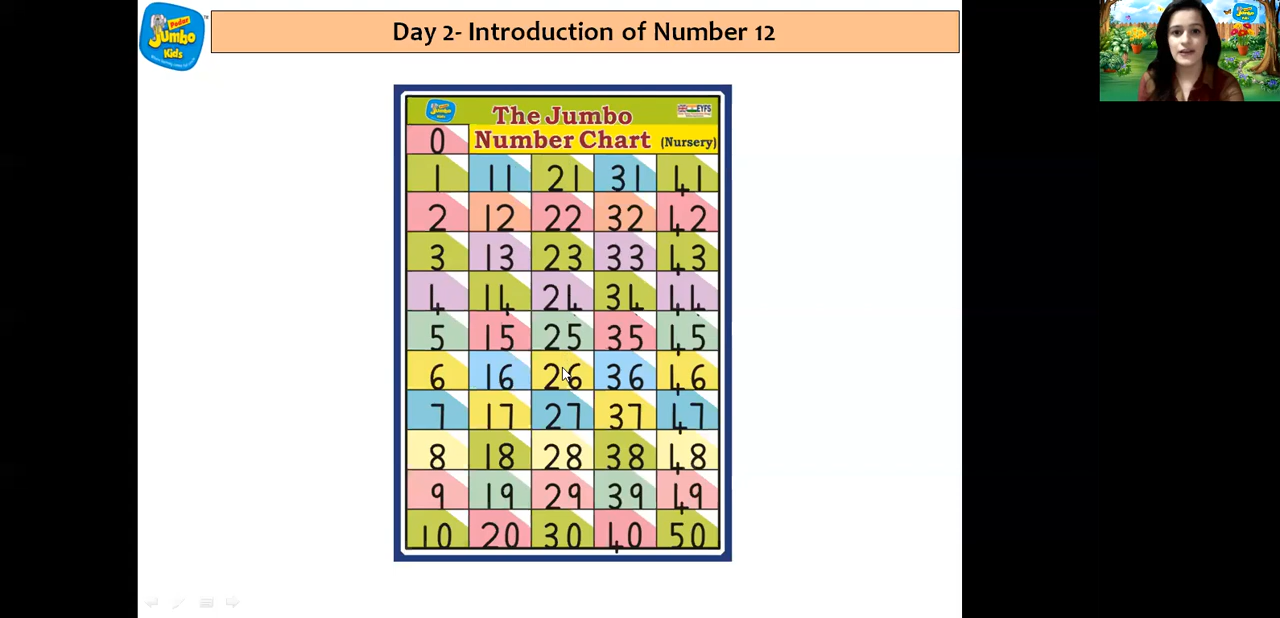 Podar
Jumbo
Kids
Day 2- Introduction of Number 12
The Jumbo
EYFS
0 Number Chart (Nursery)
1 11 21 31 41
2 12 22 32 42
3 13 23 33 43
4 14 24 34 44
5 15 25 35 45
6 16 26 36 46
7 17 27 37 47
8 18 28 38 48
9 19 29 39 49
10 20 30 40 50